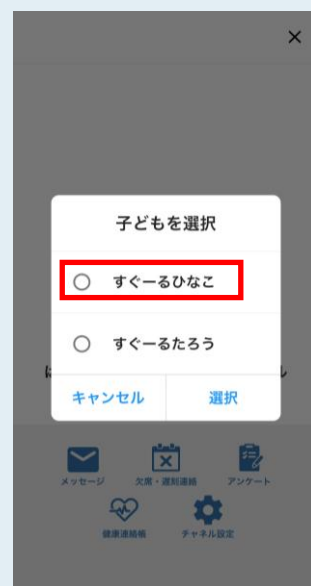 ×
子どもを選択
すぐーるひなこ
すぐーるたろう
キャンセル
選択
メッセージ
欠席・遅刻連絡
アンケート
健康連絡帳
チャネル設定